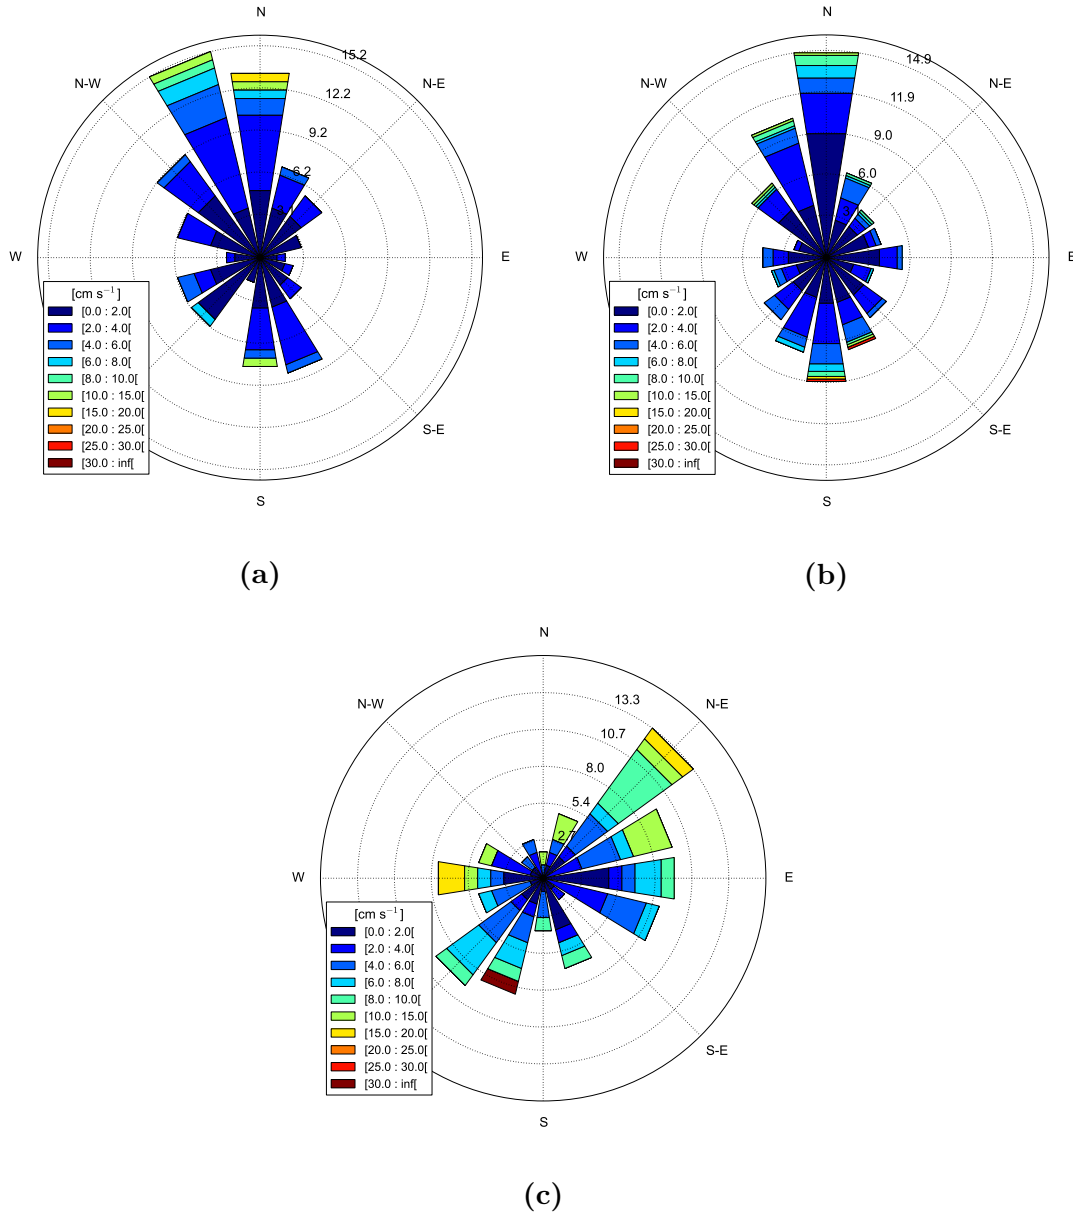 N
N-W
N-E
15.2
12.2
9.2
6.2
W
E
[cm s⁻¹]
[0.0 : 2.0[
[2.0 : 4.0[
[4.0 : 6.0[
[6.0 : 8.0[
[8.0 : 10.0[
[10.0 : 15.0[
[15.0 : 20.0[
[20.0 : 25.0[
[25.0 : 30.0[
[30.0 : inf[
S-E
S
(a)
N
N-W
N-E
14.9
11.9
9.0
6.0
W
[cm s⁻¹]
[0.0 : 2.0[
[2.0 : 4.0[
[4.0 : 6.0[
[6.0 : 8.0[
[8.0 : 10.0[
[10.0 : 15.0[
[15.0 : 20.0[
[20.0 : 25.0[
[25.0 : 30.0[
[30.0 : inf[
S-E
S
(b)
N
N-W
N-E
13.3
10.7
8.0
5.4
2.7
W
E
[cm s⁻¹]
[0.0 : 2.0[
[2.0 : 4.0[
[4.0 : 6.0[
[6.0 : 8.0[
[8.0 : 10.0[
[10.0 : 15.0[
[15.0 : 20.0[
[20.0 : 25.0[
[25.0 : 30.0[
[30.0 : inf[
S-E
S
(c)